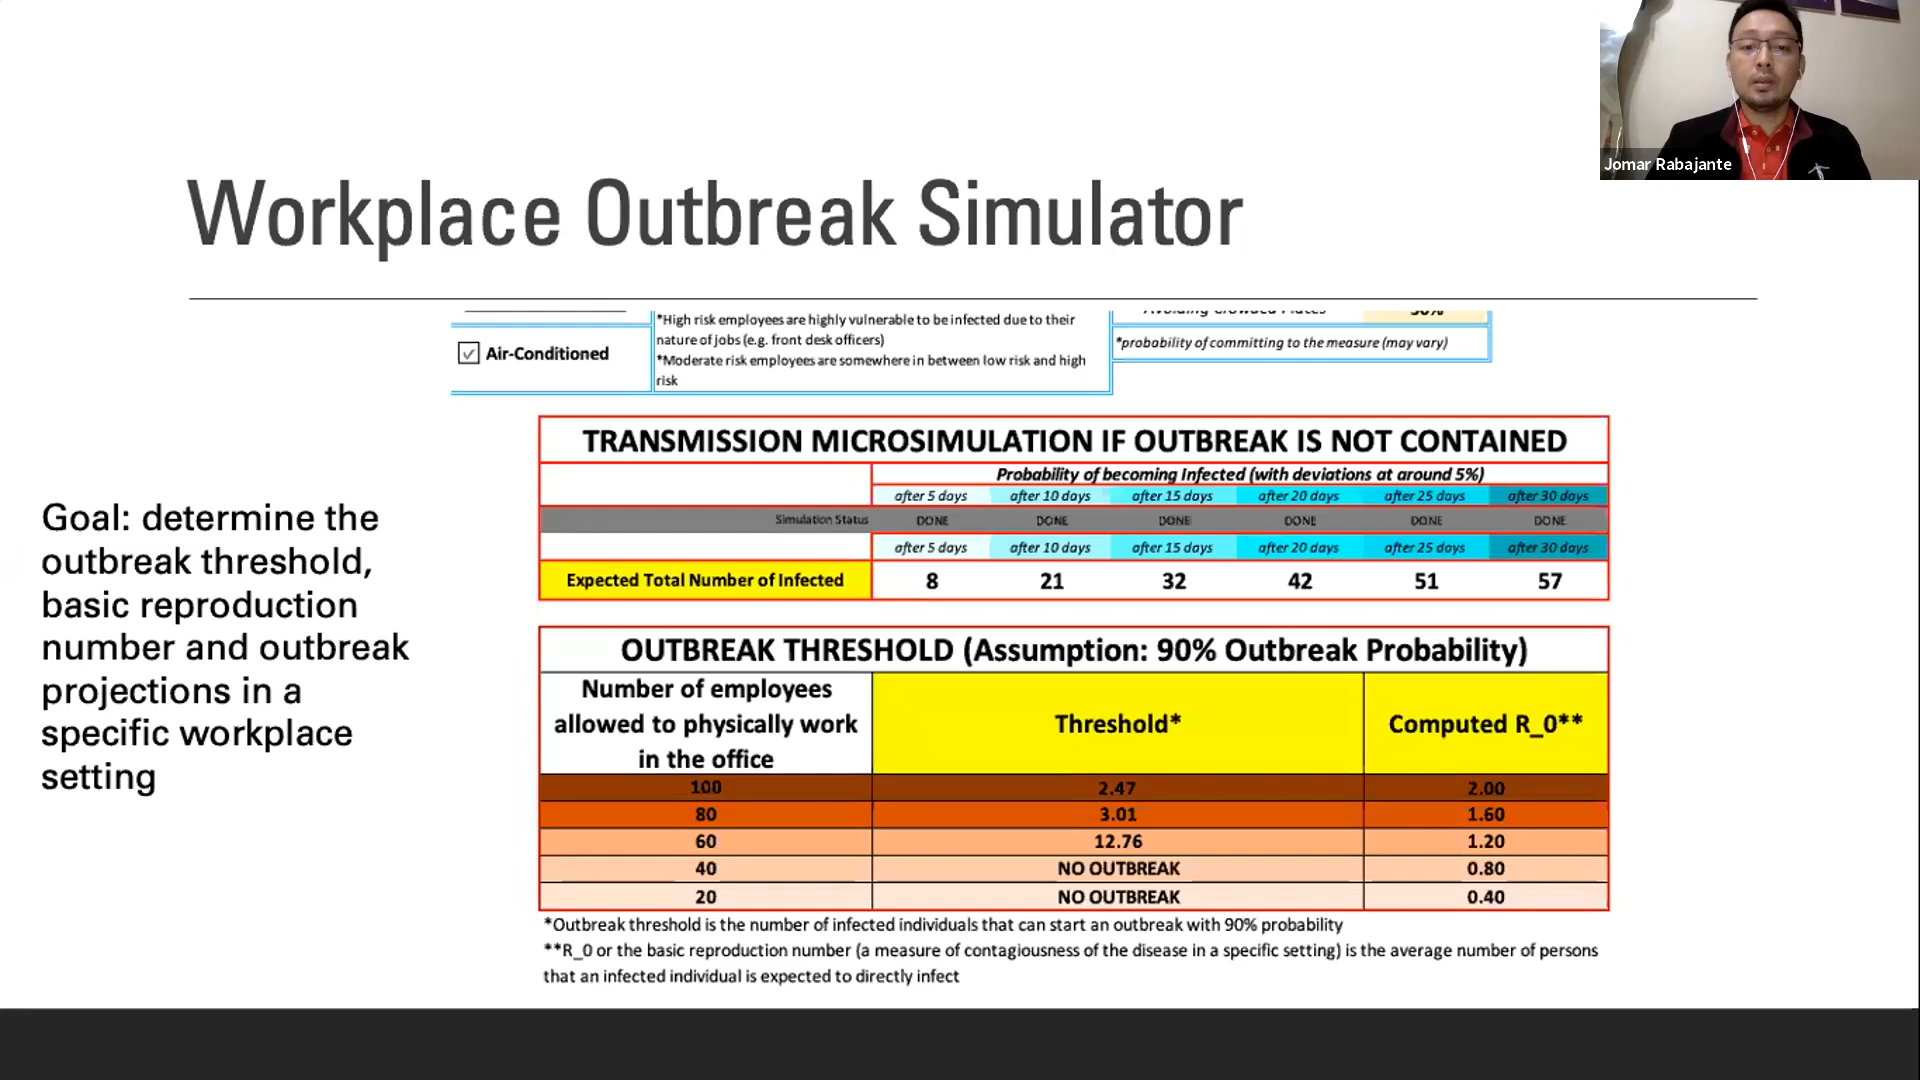 Jomar Rabajante
Workplace Outbreak Simulator
*High risk employees are highly vulnerable to be infected due to their
nature of jobs (e.g. front desk officers)
*Moderate risk employees are somewhere in between low risk and high
risk
Air-Conditioned
Avoiding Crowded Places 50%
*probability of committing to the measure (may vary)
Goal: determine the
outbreak threshold,
basic reproduction
number and outbreak
projections in a
specific workplace
setting
TRANSMISSION MICROSIMULATION IF OUTBREAK IS NOT CONTAINED
Probability of becoming Infected (with deviations at around 5%)
after 5 days after 10 days after 15 days after 20 days after 25 days after 30 days
Simulation Status DONE DONE DONE DONE DONE DONE
after 5 days after 10 days after 15 days after 20 days after 25 days after 30 days
Expected Total Number of Infected 8 21 32 42 51 57
OUTBREAK THRESHOLD (Assumption: 90% Outbreak Probability)
Number of employees
allowed to physically work
in the office
Threshold*
Computed R_0**
100 2.47 2.00
80 3.01 1.60
60 12.76 1.20
40 NO OUTBREAK 0.80
20 NO OUTBREAK 0.40
*Outbreak threshold is the number of infected individuals that can start an outbreak with 90% probability
**R_0 or the basic reproduction number (a measure of contagiousness of the disease in a specific setting) is the average number of persons
that an infected individual is expected to directly infect